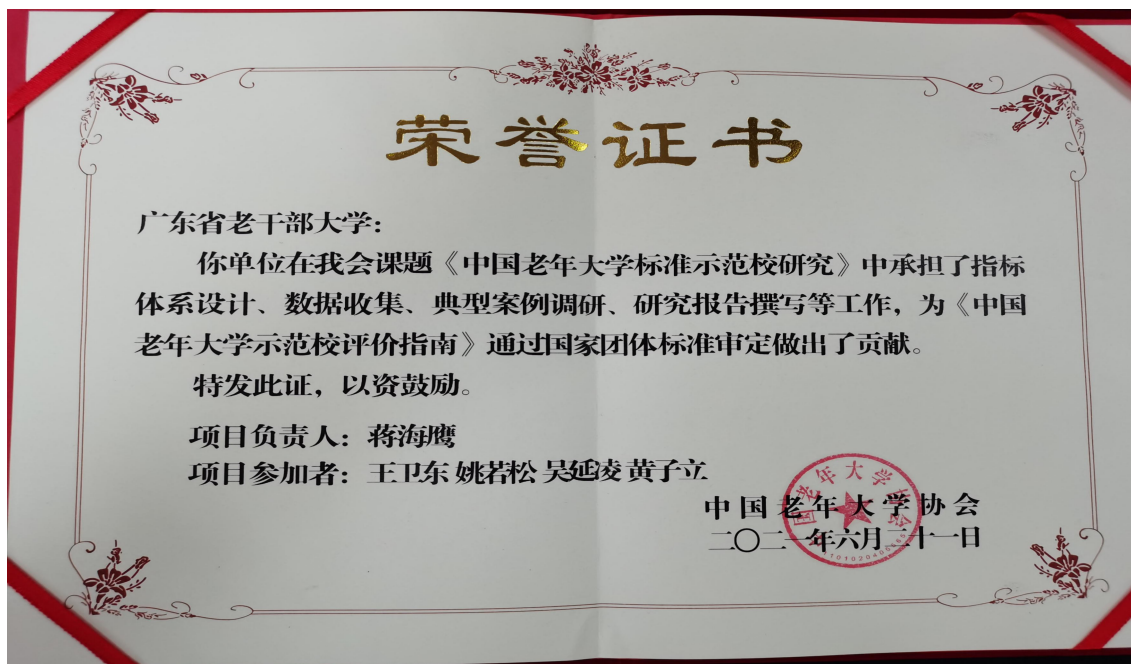 荣誉证书
广东省老干部大学：
你单位在我会课题《中国老年大学标准示范校研究》中承担了指标
体系设计、数据收集、典型案例调研、研究报告撰写等工作，为《中国
老年大学示范校评价指南》通过国家团体标准审定做出了贡献。
特发此证，以资鼓励。
项目负责人：蒋海鹰
项目参加者：王卫东 姚若松 吴延凌 黄子立
中国老年大学协会
二〇二一年六月二十一日